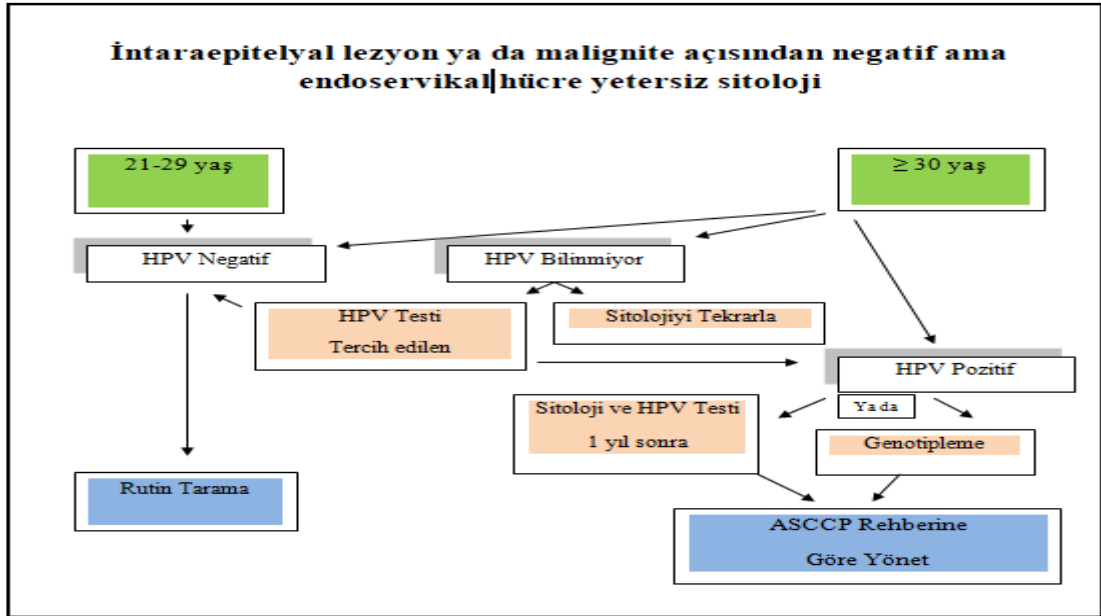 İntaraepitelyal lezyon ya da malignite açısından negatif ama
endoservikal hücre yetersiz sitoloji
21-29 yaş
≥ 30 yaş
HPV Negatif
HPV Bilinmiyor
HPV Testi
Tercih edilen
Sitolojiyi Tekrarla
HPV Pozitif
Sitoloji ve HPV Testi
1 yıl sonra
Ya da
Genotipleme
Rutin Tarama
ASCCP Rehberine
Göre Yönet